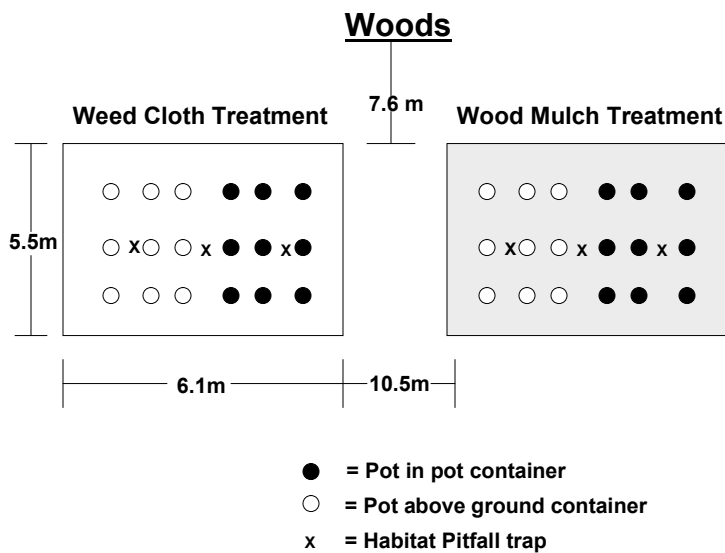 Woods
7.6 m
Weed Cloth Treatment
Wood Mulch Treatment
x x x
x x x
5.5m
6.1m
10.5m
= Pot in pot container
= Pot above ground container
x = Habitat Pitfall trap